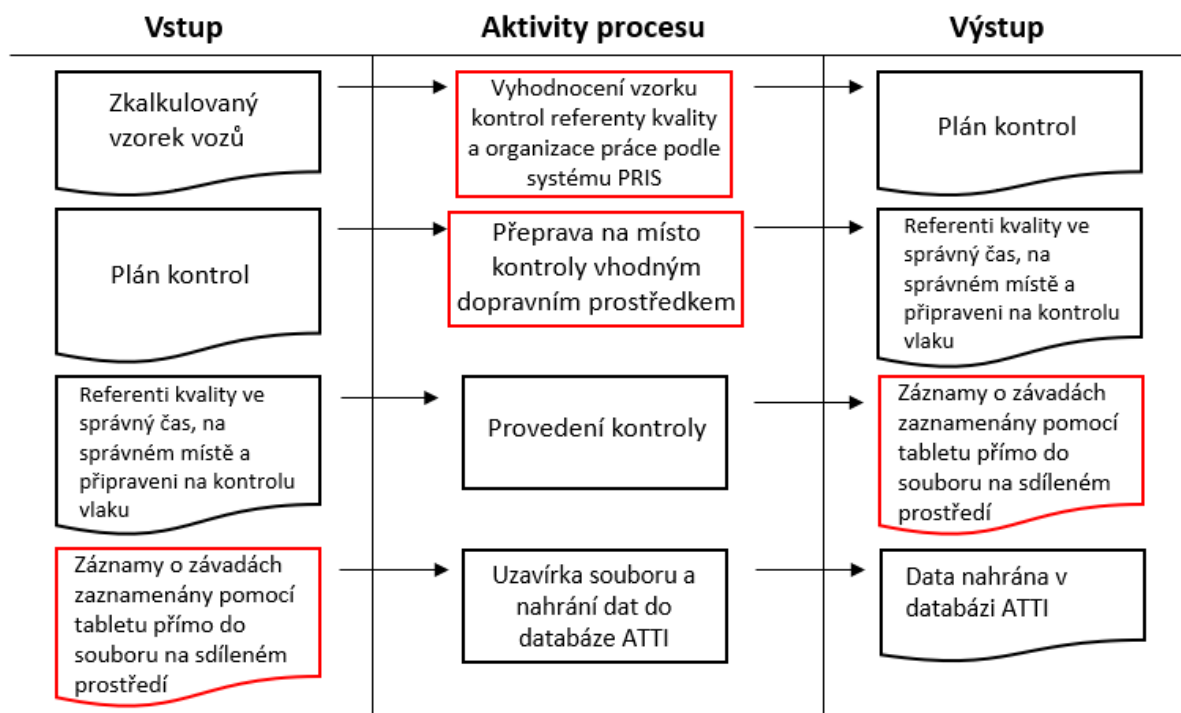 Vstup
Aktivity procesu
Výstup
Zkalkulovaný
vzorek vozů
Vyhodnocení vzorku
kontrol referenty kvality
a organizace práce podle
systému PRIS
Plán kontrol
Plán kontrol
Přeprava na místo
kontroly vhodným
dopravním prostředkem
Referenti kvality ve
správný čas, na
správném místě a
připraveni na kontrolu
vlaku
Referenti kvality ve
správný čas, na
správném místě a
připraveni na kontrolu
vlaku
Provedení kontroly
Záznamy o závadách
zaznamenány pomocí
tabletu přímo do
souboru na sdíleném
prostředí
Záznamy o závadách
zaznamenány pomocí
tabletu přímo do
souboru na sdíleném
prostředí
Uzavírka souboru a
nahrání dat do
databáze ATTI
Data nahrána v
databázi ATTI